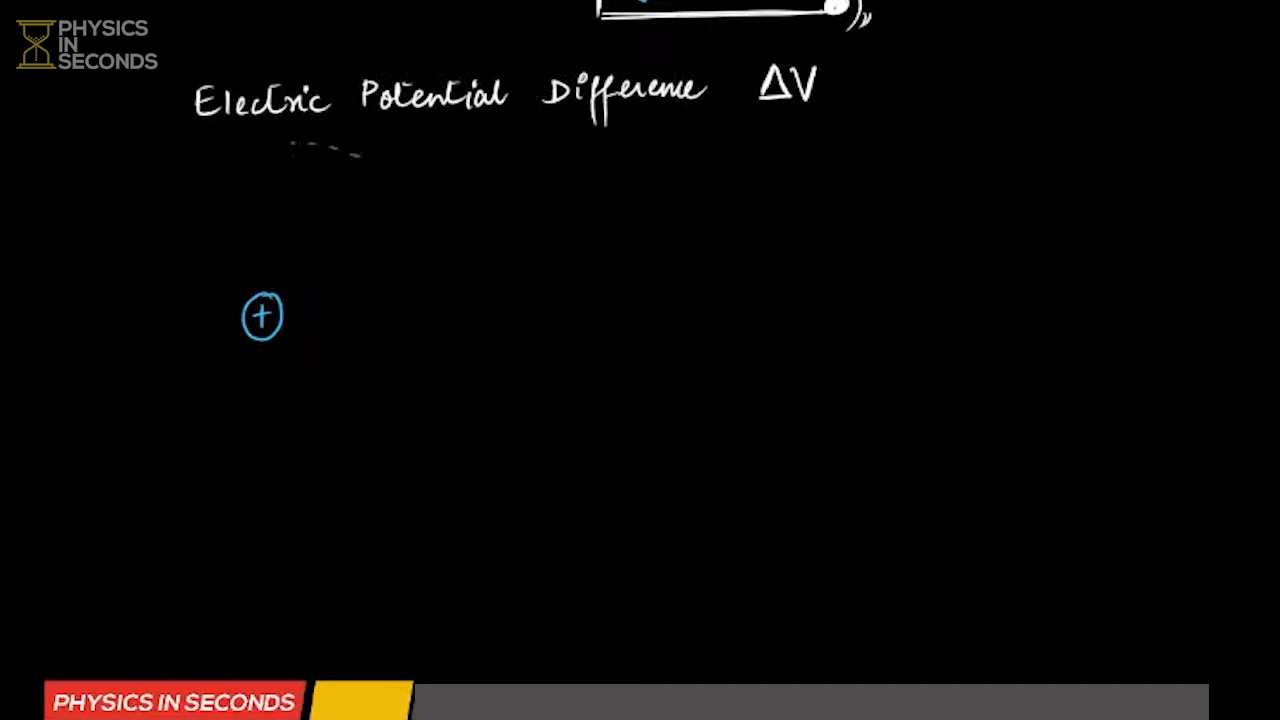 PHYSICS
IN
SECONDS
Electric Potential Difference ΔV
+
PHYSICS IN SECONDS